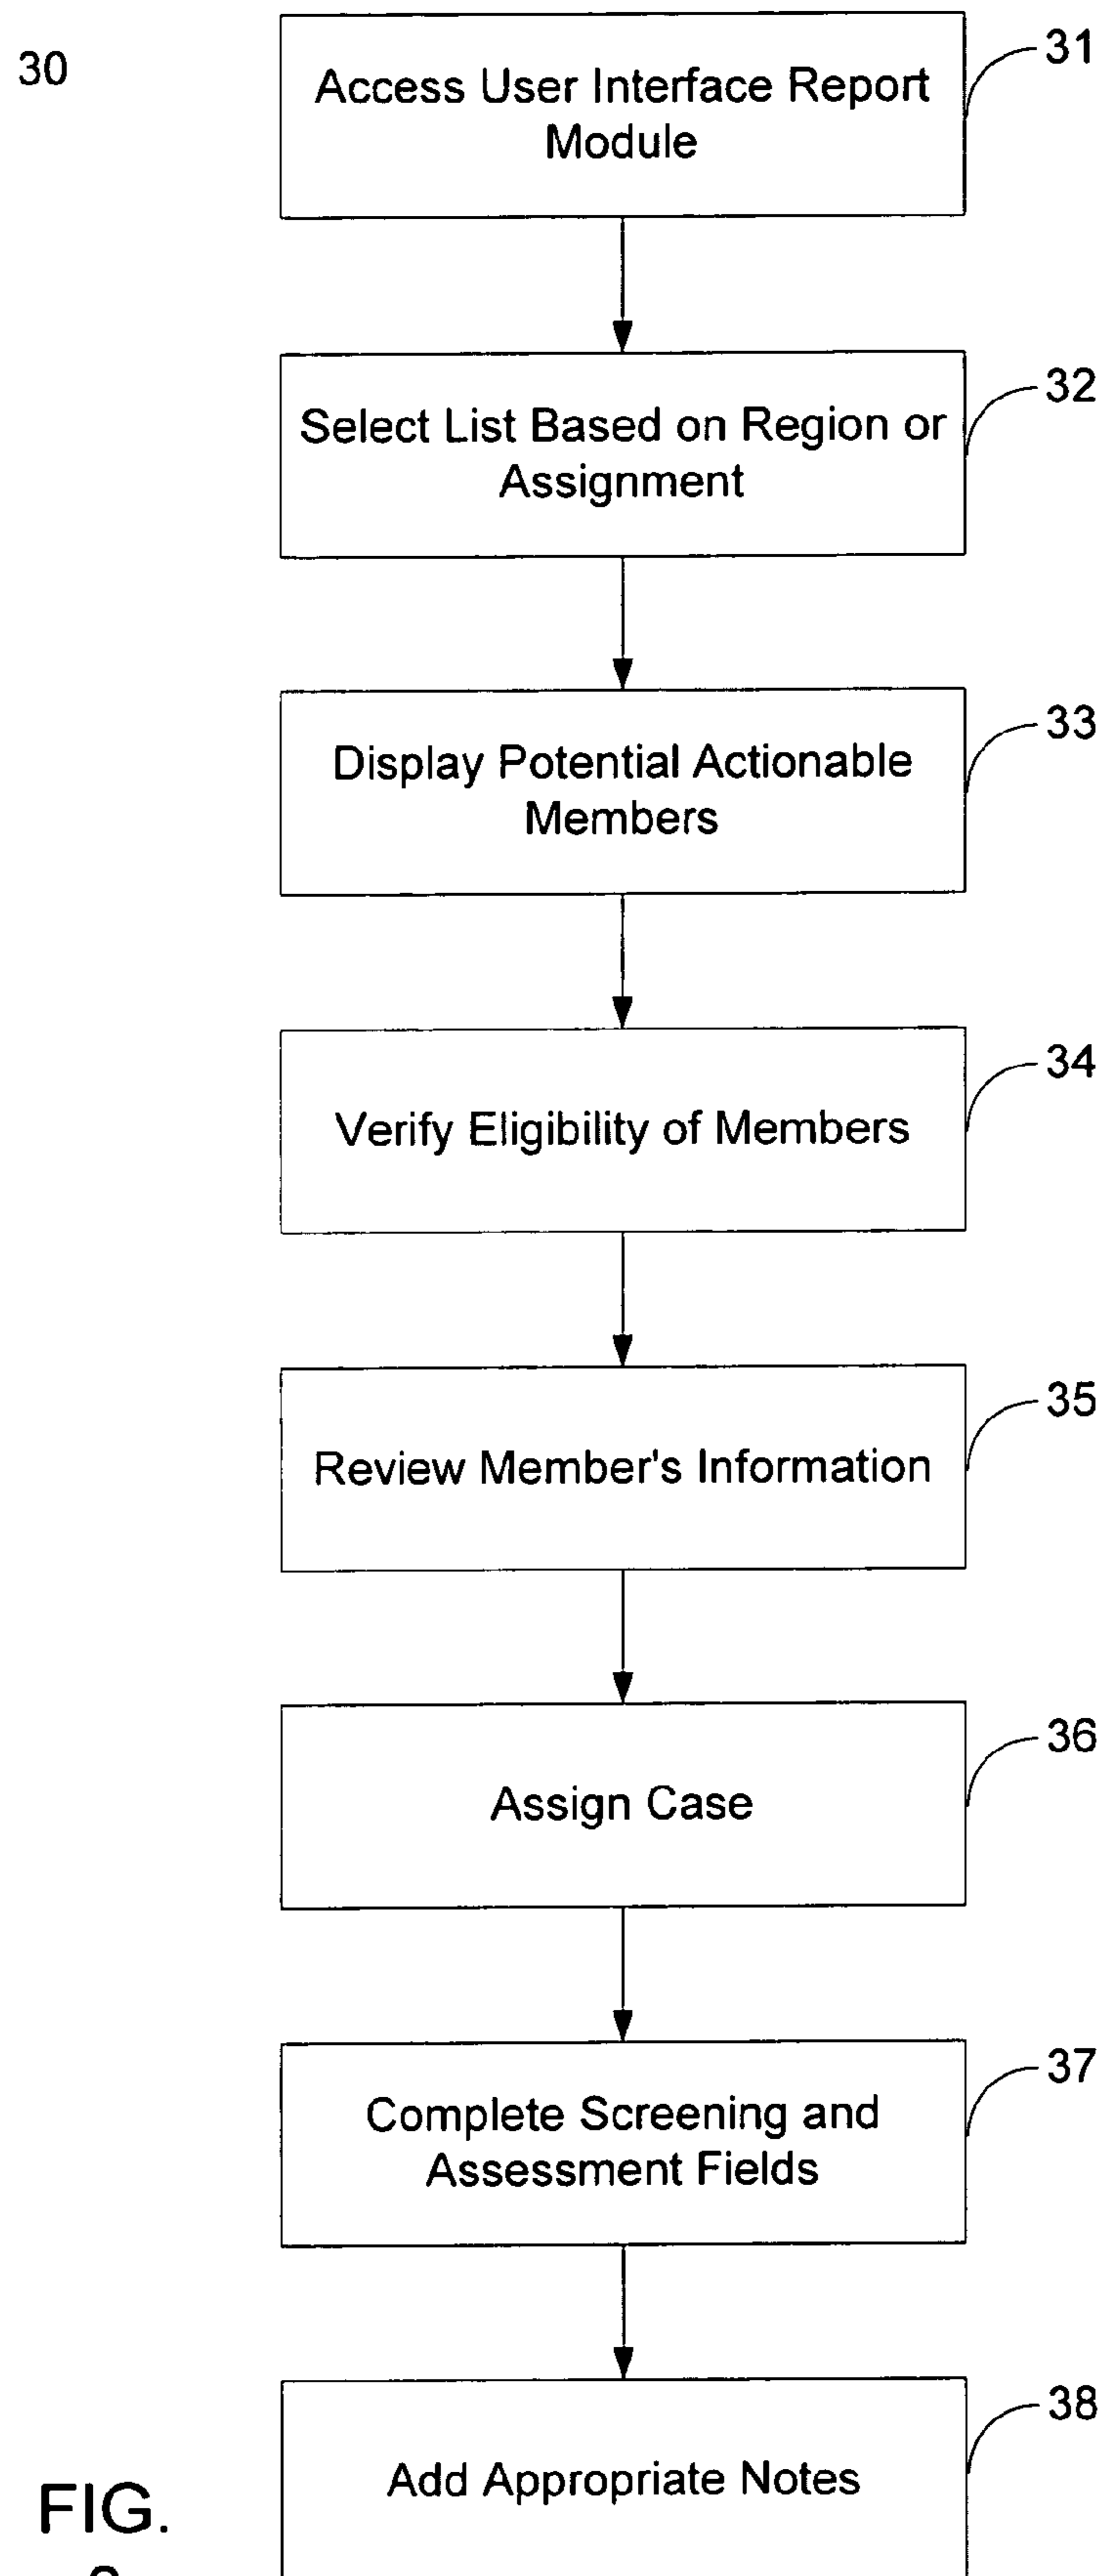 30
31
Access User Interface Report
Module
32
Select List Based on Region or
Assignment
33
Display Potential Actionable
Members
34
Verify Eligibility of Members
35
Review Member's Information
36
Assign Case
37
Complete Screening and
Assessment Fields
38
Add Appropriate Notes
FIG.